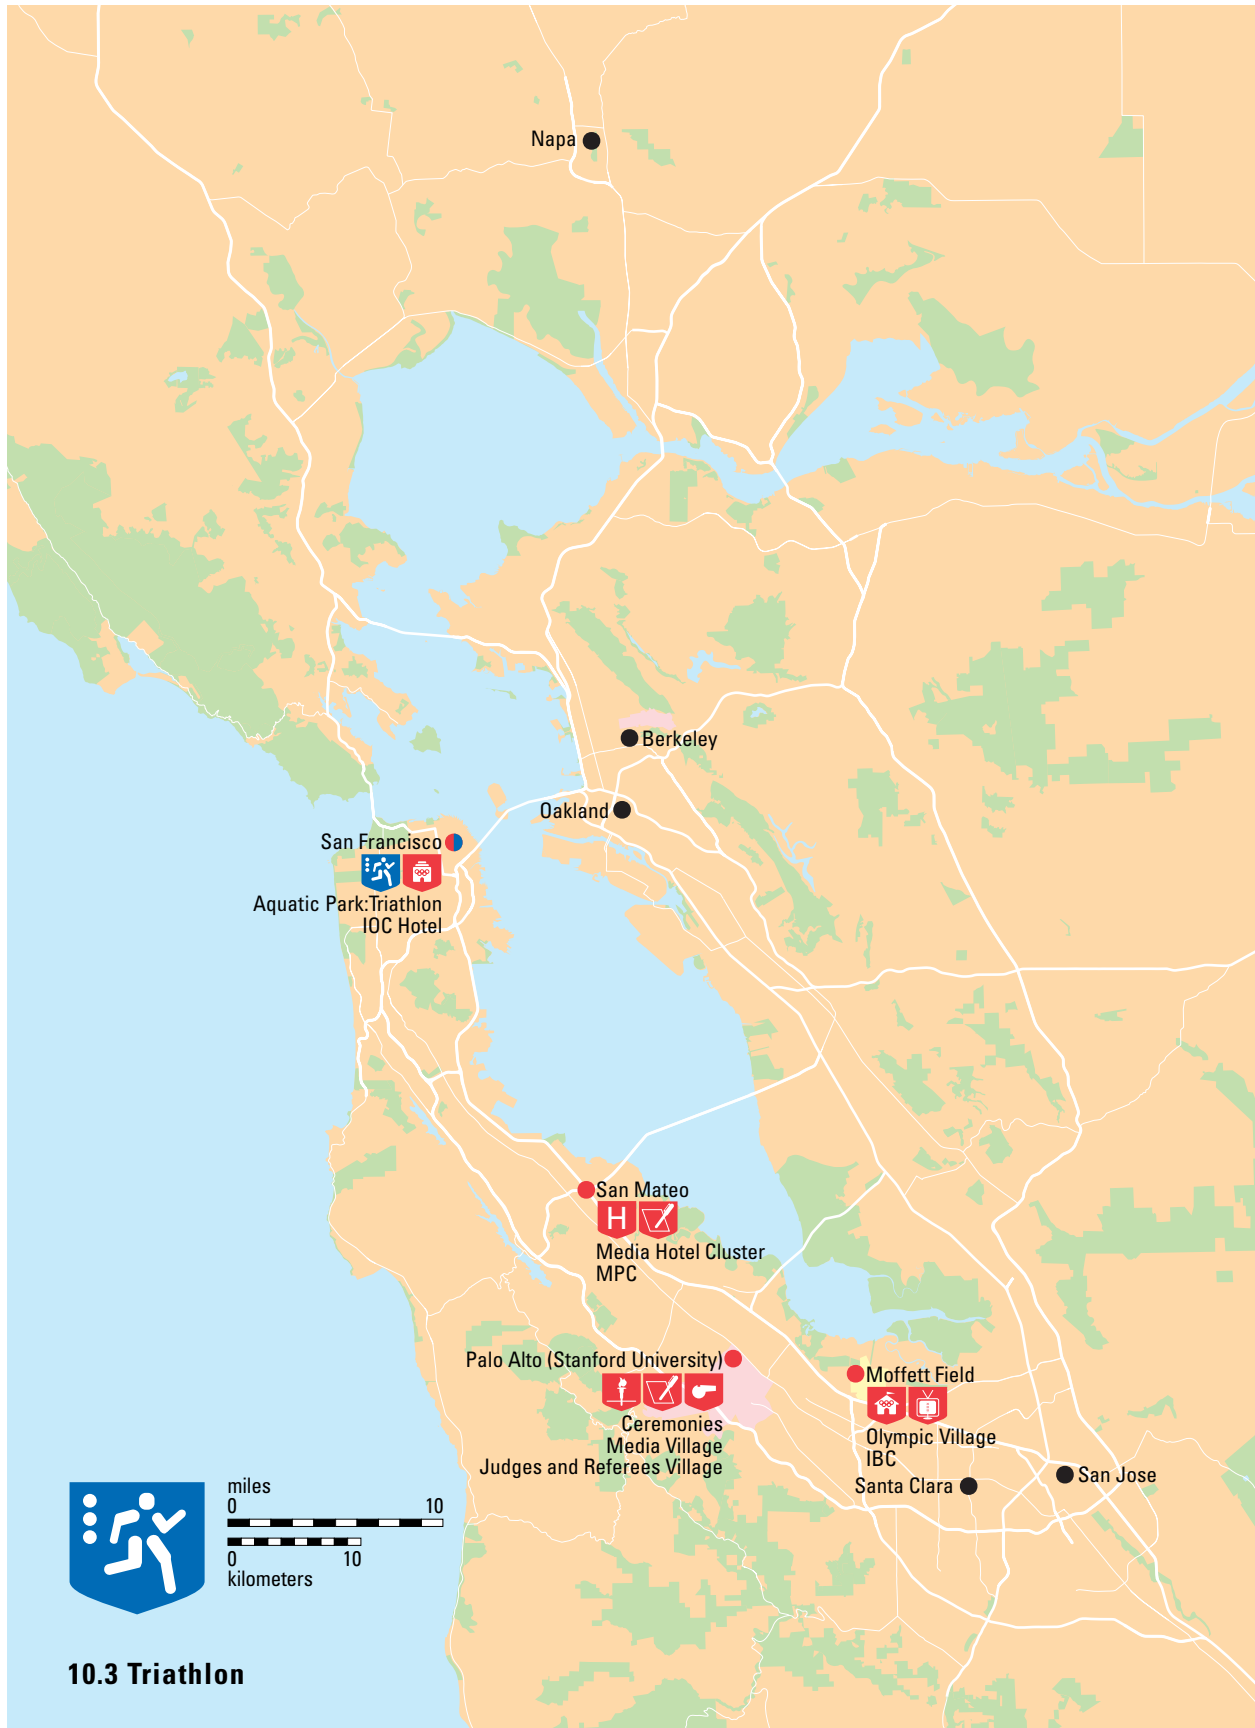 Napa
Berkeley
Oakland
San Francisco
Aquatic Park:Triathlon
IOC Hotel
San Mateo
H
Media Hotel Cluster
MPC
Palo Alto (Stanford University)
Ceremonies
Media Village
Judges and Referees Village
Moffett Field
Olympic Village
IBC
Santa Clara
San Jose
miles
0 10
0 10
kilometers
10.3 Triathlon